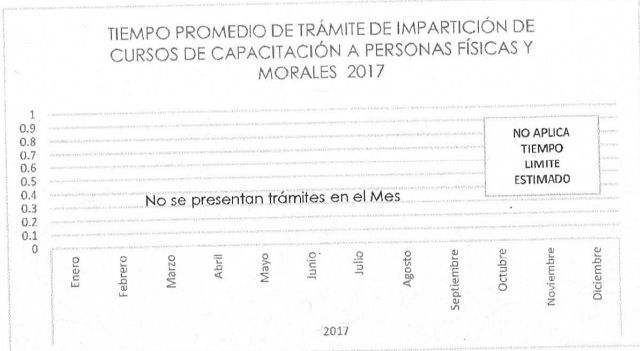 TIEMPO PROMEDIO DE TRÁMITE DE IMPARTICIÓN DE
CURSOS DE CAPACITACIÓN A PERSONAS FÍSICAS Y
MORALES 2017
1
0.9
0.8
0.7
0.6
0.5
0.4
0.3
0.2
0.1
0
NO APLICA
TIEMPO
LIMITE
ESTIMADO
No se presentan trámites en el Mes
Enero
Febrero
Marzo
Abril
Mayo
Junio
Julio
Agosto
Septiembre
Octubre
Noviembre
Diciembre
2017